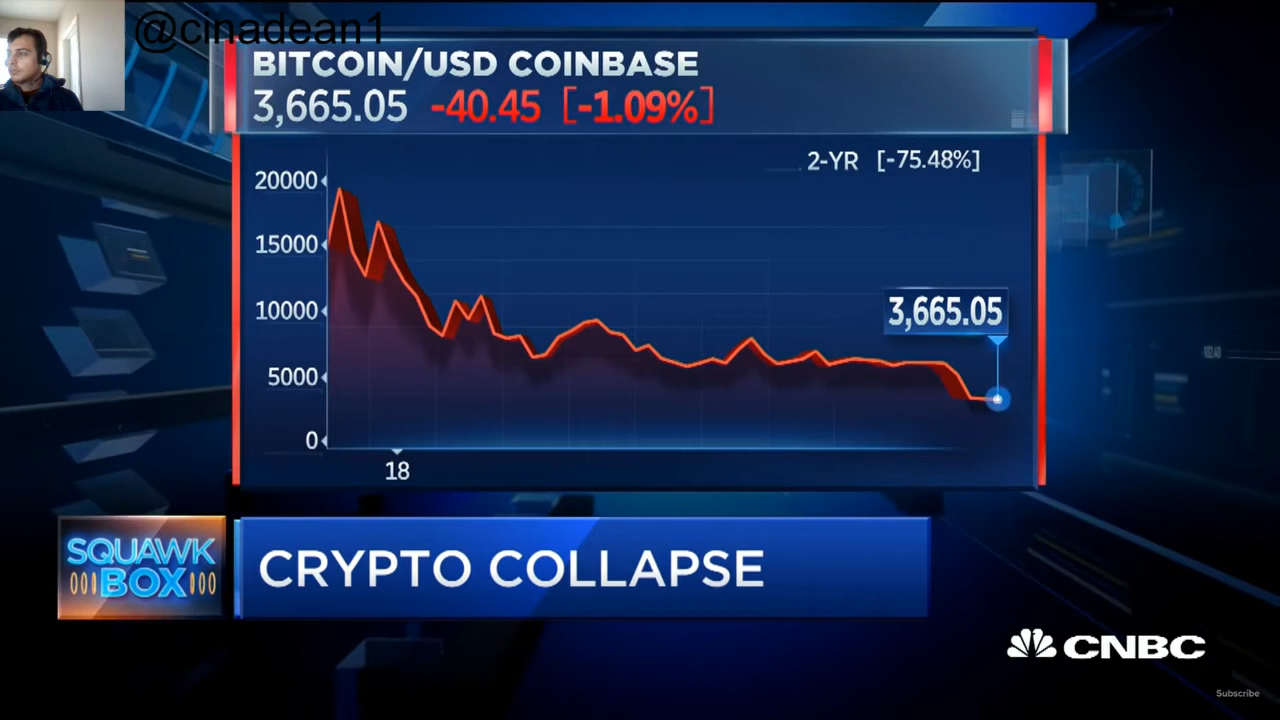 @cinadean1
BITCOIN/USD COINBASE
3,665.05 -40.45 [-1.09%]
2-YR [-75.48%]
20000
15000
10000
5000
0
3,665.05
18
SQUAWK
BOX
CRYPTO COLLAPSE
CNBC
Subscribe